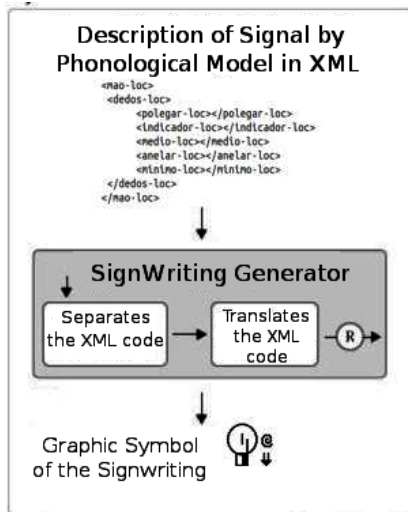 Description of Signal by
Phonological Model in XML
<mao-loc>
<dedos-loc>
<polegar-loc></polegar-loc>
<indicador-loc></indicador-loc>
<medio-loc></medio-loc>
<anelar-loc></anelar-loc>
<minimo-loc></minimo-loc>
</dedos-loc>
</mao-loc>
SignWriting Generator
Separates
the XML code
Translates
the XML
code
R
Graphic Symbol
of the Signwriting